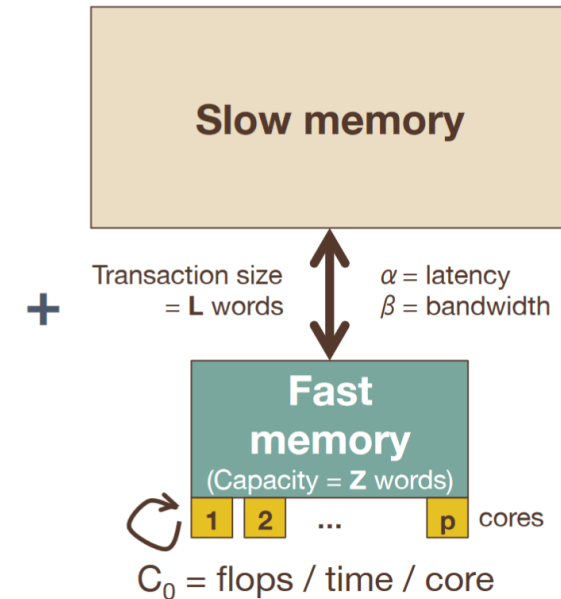 Slow memory
Transaction size
= L words
α = latency
β = bandwidth
+
Fast
memory
(Capacity = Z words)
1 2 ... p cores
C₀ = flops / time / core